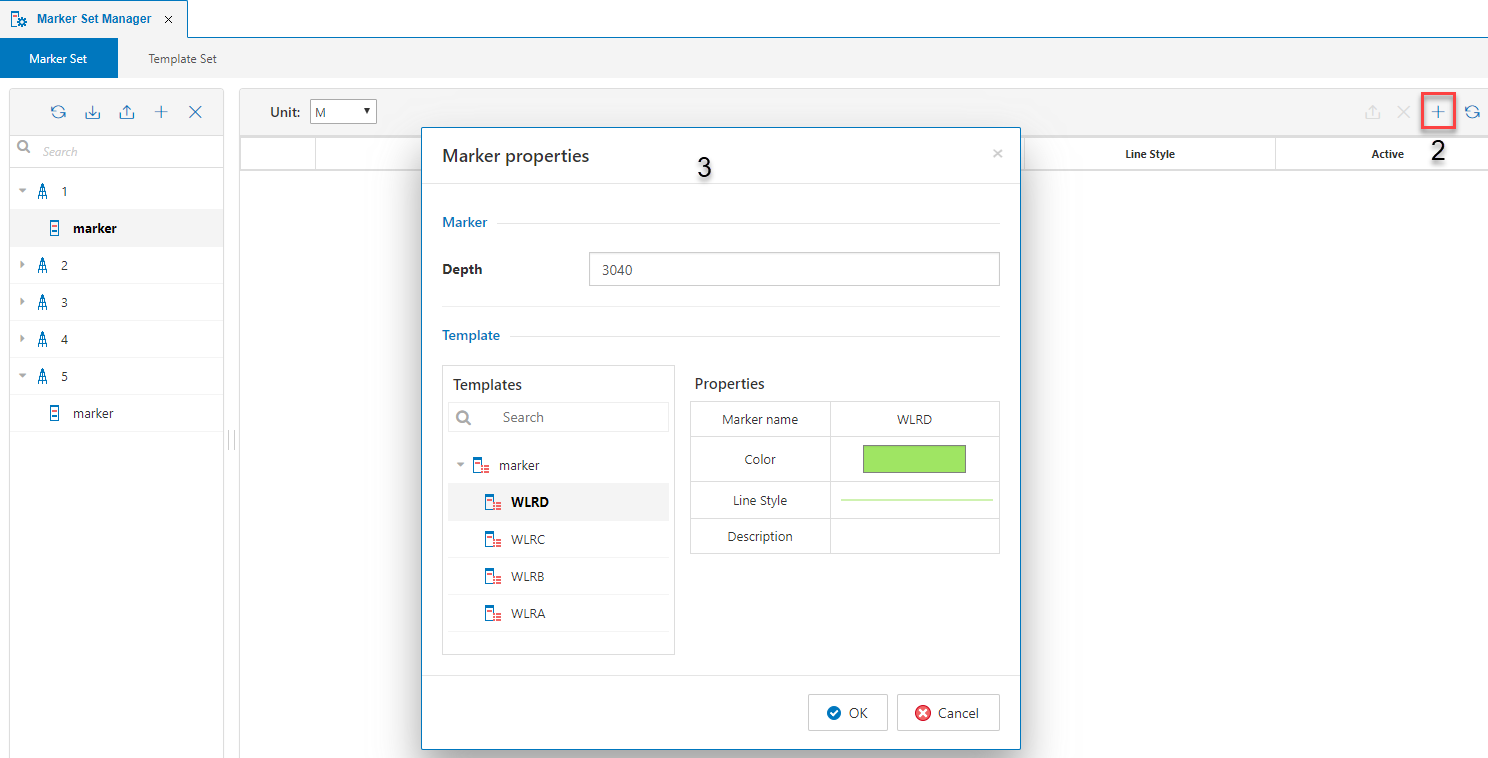 Marker Set Manager ×
Marker Set
Template Set
Search
1
marker
2
3
4
5
marker
Unit: M
Line Style
Active
2
Marker properties
3
Marker
Depth
3040
Template
Templates
Search
marker
WLRD
WLRC
WLRB
WLRA
Properties
Marker name WLRD
Color
Line Style
Description
OK
Cancel